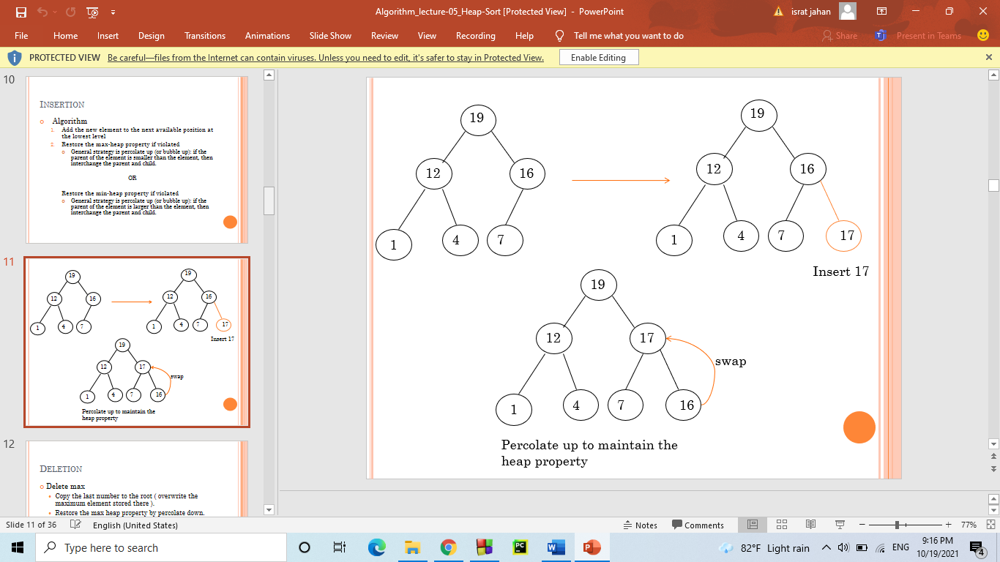 Algorithm_lecture-05_Heap-Sort [Protected View] - PowerPoint
israt jahan
File Home Insert Design Transitions Animations Slide Show Review View Recording Help Tell me what you want to do Share Present in Teams
PROTECTED VIEW Be careful—files from the Internet can contain viruses. Unless you need to edit, it's safer to stay in Protected View. Enable Editing
10
INSERTION
Algorithm
1. Add the new element to the next available position at
the lowest level
2. Restore the max-heap property if violated
General strategy is percolate up (or bubble up): if the
parent of the element is smaller than the element, then
interchange the parent and child.
OR
Restore the min-heap property if violated
General strategy is percolate up (or bubble up): if the
parent of the element is larger than the element, then
interchange the parent and child.
11
19 19
12 16 12 16
1 4 7 1 4 7 17
Insert 17
19
12 17
swap
1 4 7 16
Percolate up to maintain the
heap property
12
DELETION
Delete max
Copy the last number to the root ( overwrite the
maximum element stored there ).
Restore the max heap property by percolate down.
19 19
12 16 12 16
1 4 7 1 4 7 17
Insert 17
19
12 17
swap
1 4 7 16
Percolate up to maintain the
heap property
Slide 11 of 36 English (United States) Notes Comments 77%
Type here to search
PC
W
P
82°F Light rain ENG
9:16 PM
10/19/2021
4